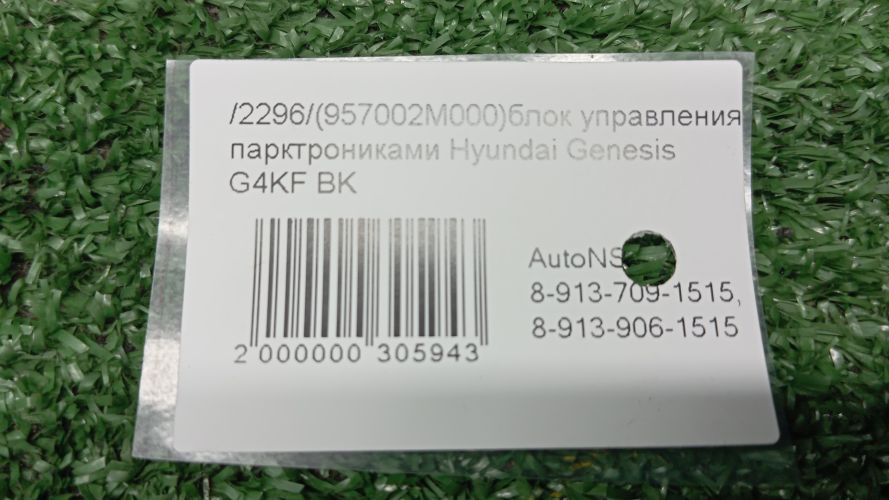 /2296/(957002M000)блок управления
парктрониками Hyundai Genesis
G4KF BK
2 000000 305943
8-913-709-1515,
8-913-906-1515